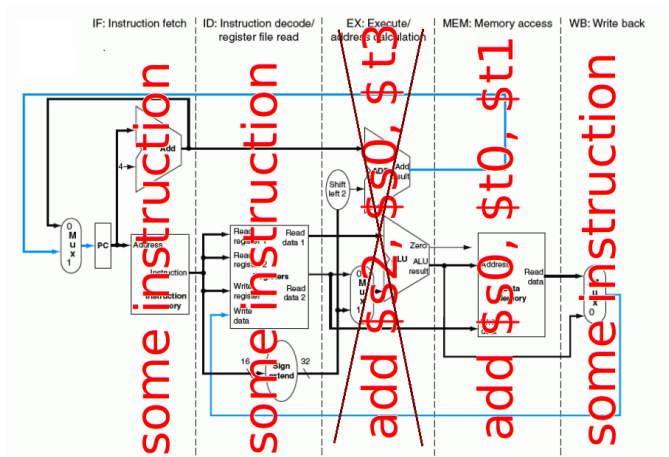 IF: Instruction fetch
ID: Instruction decode/
register file read
EX: Execute/
address calculation
MEM: Memory access
WB: Write back
some instruction
some instruction
add $s2, $s0, $t3
add $s0, $t0, $t1
some instruction
Add
4
0
M
u
x
1
PC
Address
Instruction
Instruction
memory
Read
register 1
Read
register 2
Registers
Write
register
Write
data
Read
data 1
Read
data 2
16
Sign
extend
32
Shift
left 2
Add
result
Zero
ALU
ALU
result
0
M
u
x
1
Address
Read
data
Data
memory
0
u
x
1